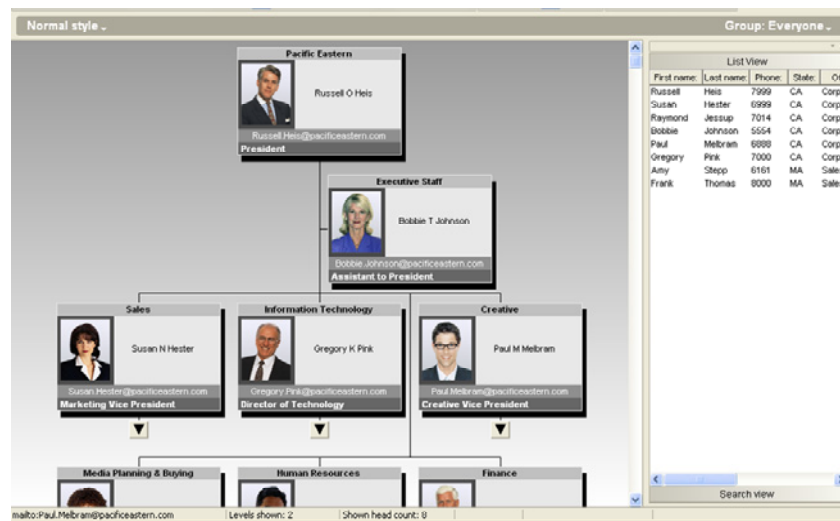 Normal style
Group: Everyone
Pacific Eastern
Russell O Heis
Russell.Heis@pacificeastern.com
President
Executive Staff
Bobbie T Johnson
Bobbie.Johnson@pacificeastern.com
Assistant to President
Sales
Information Technology
Creative
Susan N Hester
Gregory K Pink
Paul M Melbram
Susan.Hester@pacificeastern.com
Gregory.Pink@pacificeastern.com
Paul.Melbram@pacificeastern.com
Marketing Vice President
Director of Technology
Creative Vice President
Media Planning & Buying
Human Resources
Finance
List View
First name: Last name: Phone: State:
Russell Heis 7999 CA Corp
Susan Hester 6999 CA Corp
Raymond Jessup 7014 CA Corp
Bobbie Johnson 5554 CA Corp
Paul Melbram 6888 CA Corp
Gregory Pink 7000 CA Corp
Amy Stepp 6161 MA Sales
Frank Thomas 8000 MA Sales
Search view
mailto:Paul.Melbram@pacificeastern.com Levels shown: 2 Shown head count: 8